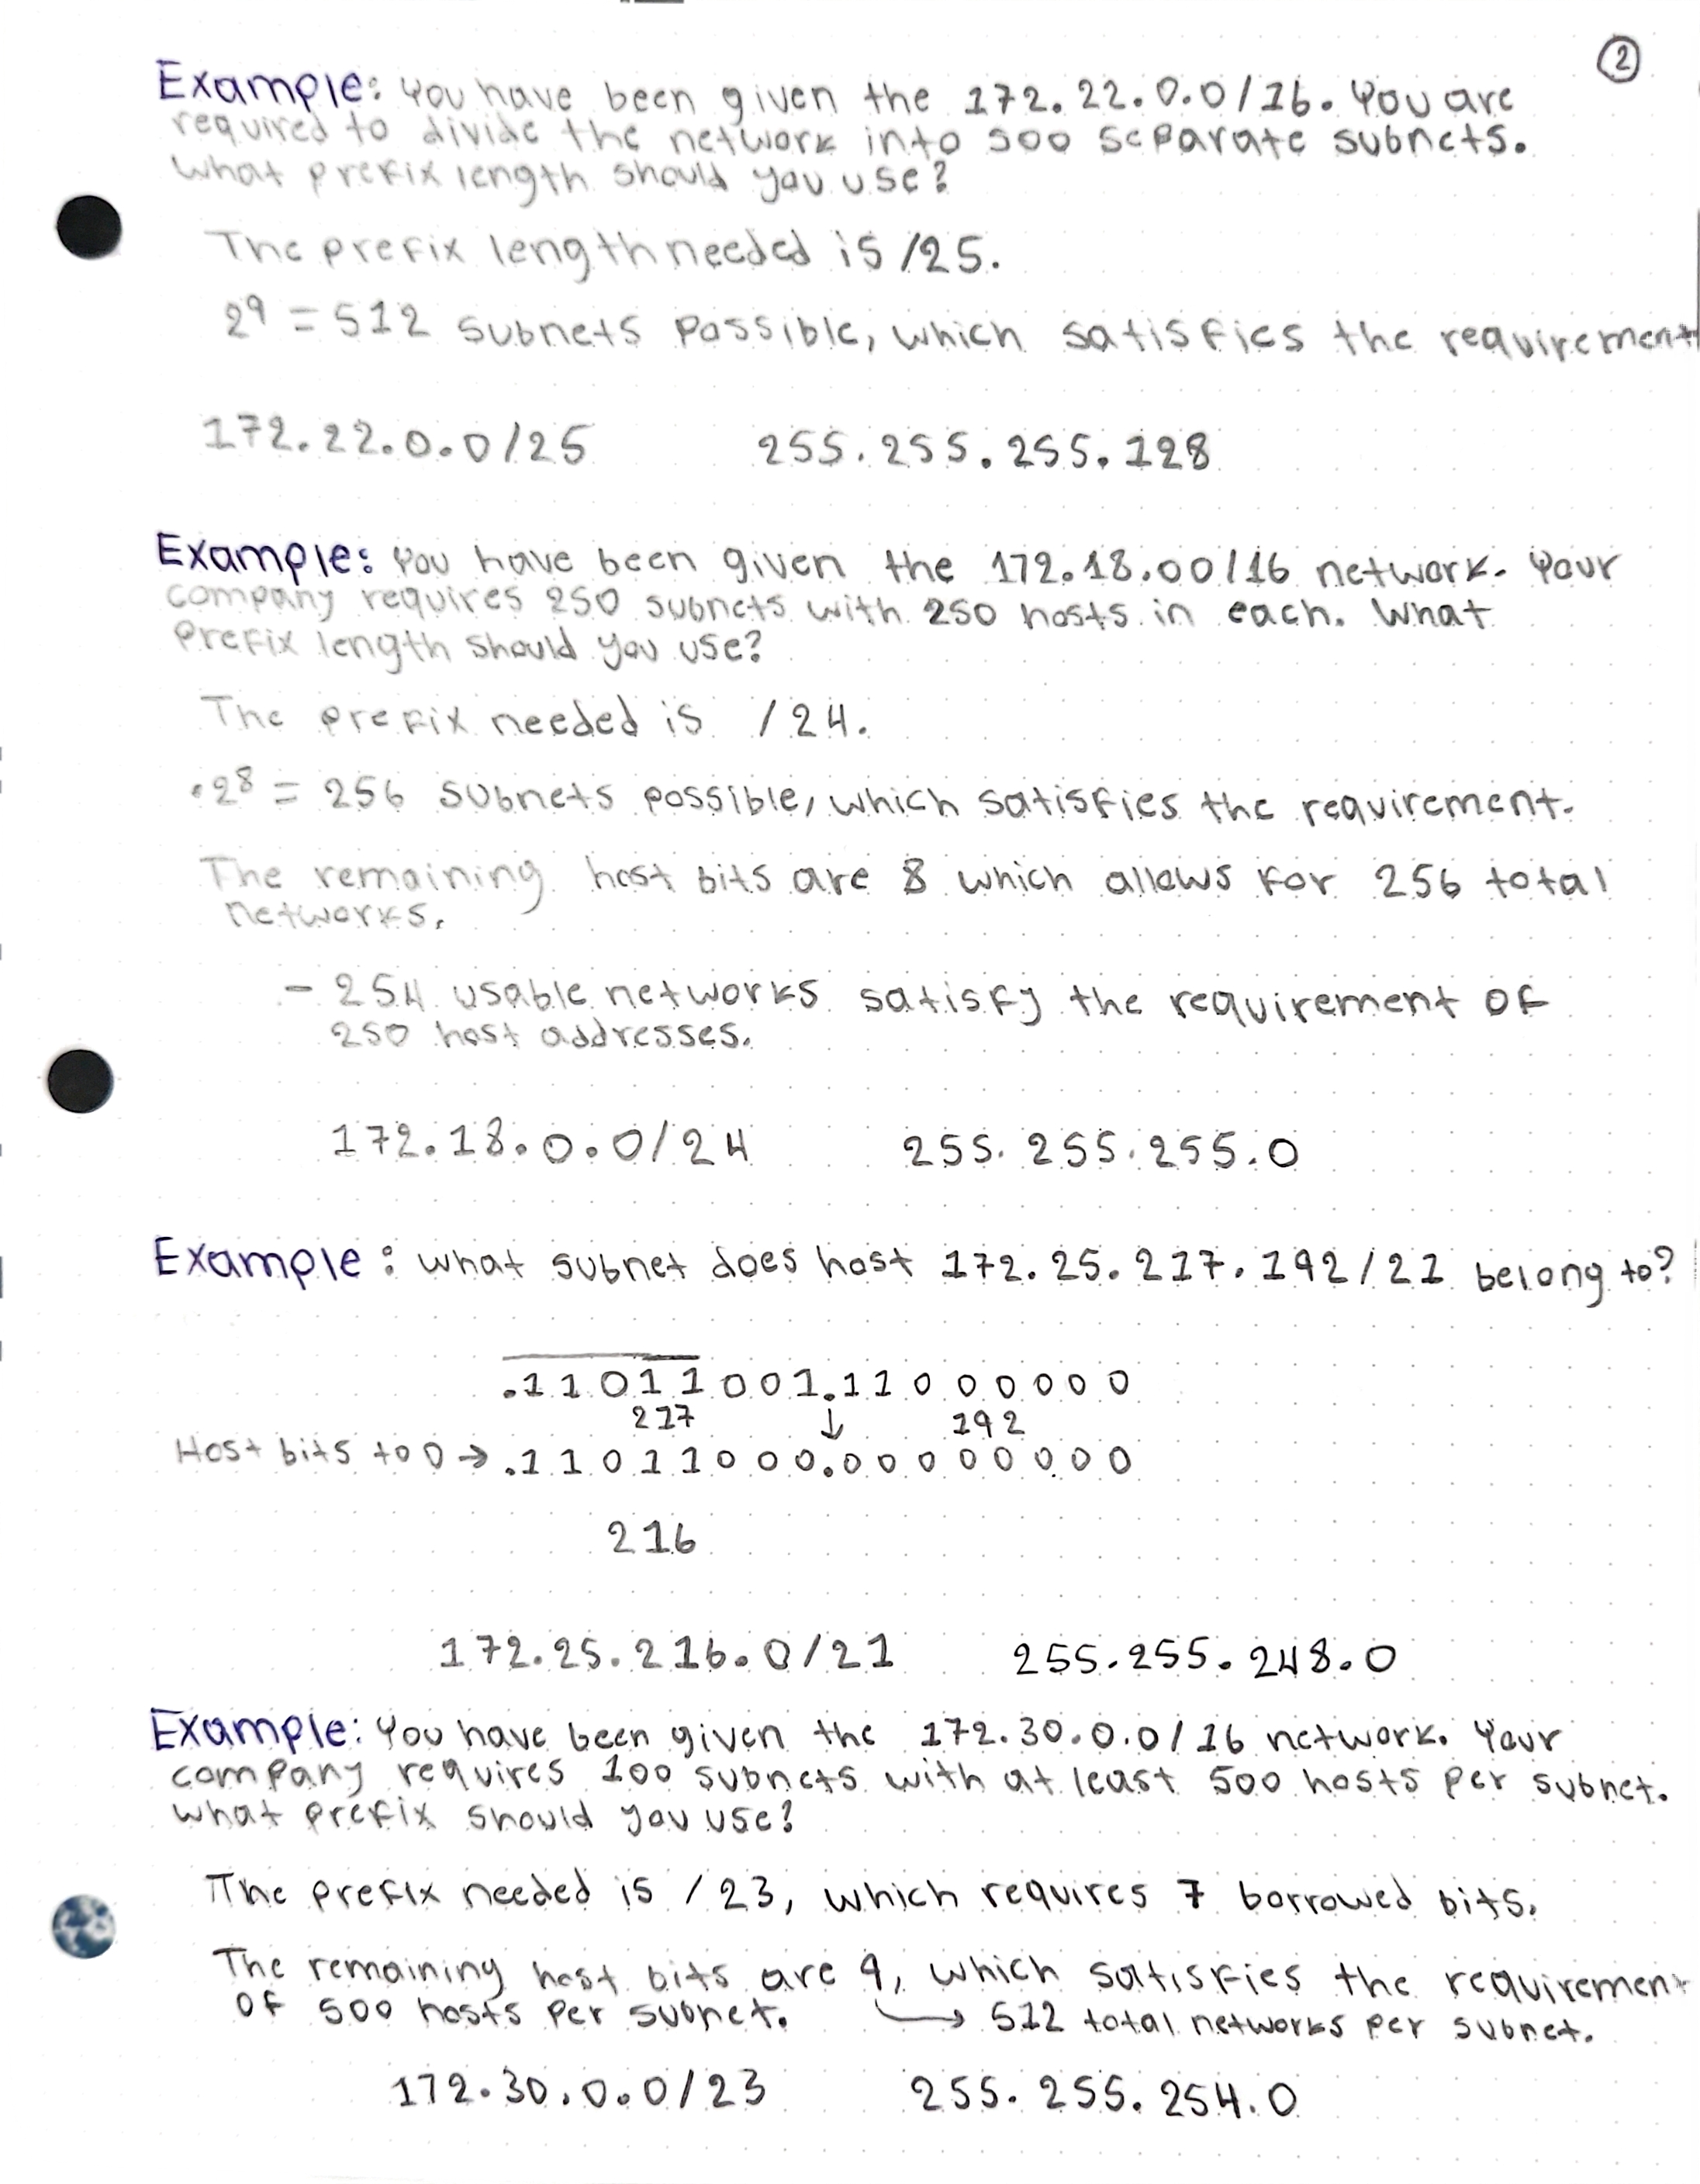 2
Example: You have been given the 172.22.0.0/16. You are
required to divide the network into 500 separate subnets.
What prefix length should you use?
The prefix length needed is /25.
2⁹ = 512 subnets possible, which satisfies the requirement
172.22.0.0/25 255.255.255.128
Example: You have been given the 172.18.00/16 network. Your
company requires 250 subnets with 250 hosts in each. What
prefix length should you use?
The prefix needed is /24.
·2⁸ = 256 subnets possible, which satisfies the requirement.
The remaining host bits are 8 which allows for 256 total
networks.
- 254 usable networks satisfy the requirement of
250 host addresses.
172.18.0.0/24 255.255.255.0
Example: What subnet does host 172.25.217.192/21 belong to?
.11011001.11000000
217 ↓ 192
Host bits to 0 → .11011000.00000000
216
172.25.216.0/21 255.255.248.0
Example: You have been given the 172.30.0.0/16 network. Your
company requires 100 subnets with at least 500 hosts per subnet.
What prefix should you use?
The prefix needed is /23, which requires 7 borrowed bits.
The remaining host bits are 9, which satisfies the requirement
of 500 hosts per subnet. → 512 total networks per subnet.
172.30.0.0/23 255.255.254.0